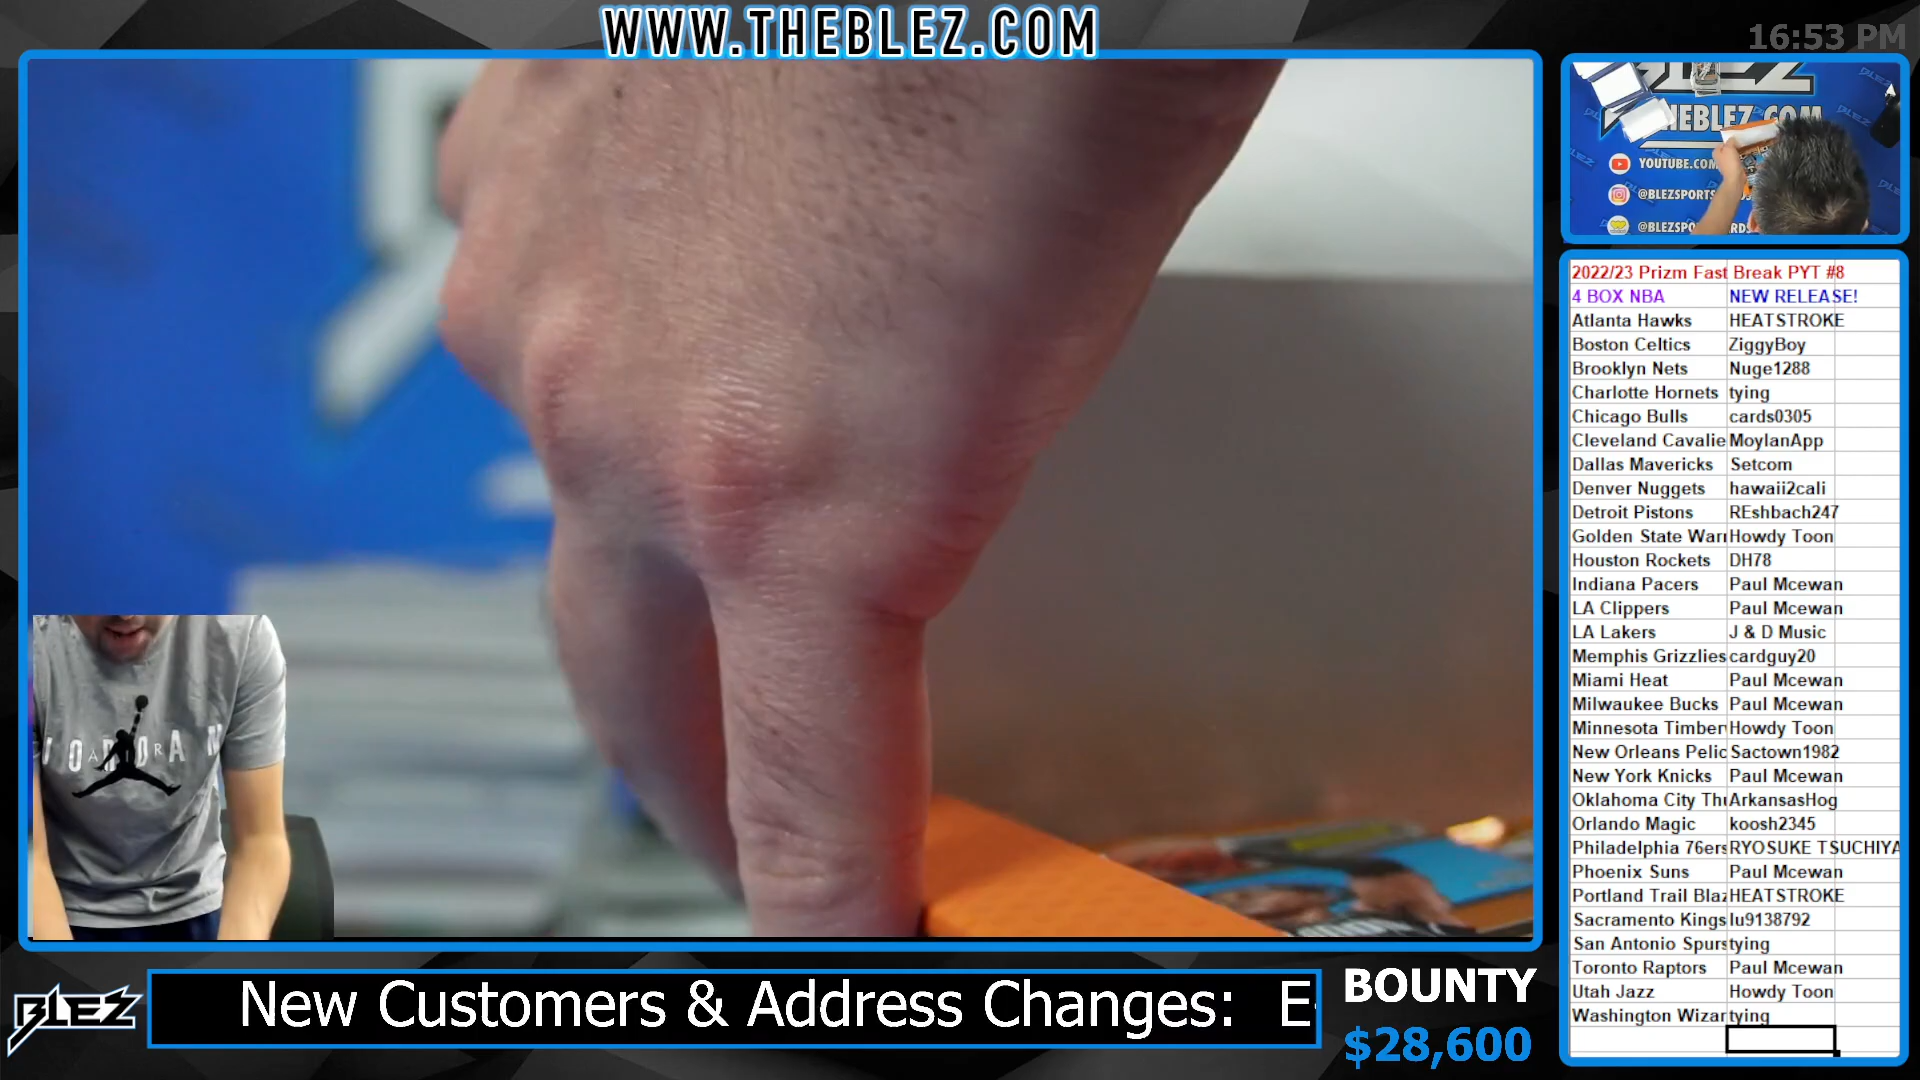 WWW.THEBLEZ.COM
16:53 PM
BLEZ
THEBLEZ.COM
YOUTUBE.COM
@BLEZSPORTS
@BLEZSPO
2022/23 Prizm Fast Break PYT #8
4 BOX NBA NEW RELEASE!
Atlanta Hawks HEATSTROKE
Boston Celtics ZiggyBoy
Brooklyn Nets Nuge1288
Charlotte Hornets tying
Chicago Bulls cards0305
Cleveland Cavalie MoylanApp
Dallas Mavericks Setcom
Denver Nuggets hawaii2cali
Detroit Pistons REshbach247
Golden State Warr Howdy Toon
Houston Rockets DH78
Indiana Pacers Paul Mcewan
LA Clippers Paul Mcewan
LA Lakers J & D Music
Memphis Grizzlies cardguy20
Miami Heat Paul Mcewan
Milwaukee Bucks Paul Mcewan
Minnesota Timber Howdy Toon
New Orleans Pelic Sactown1982
New York Knicks Paul Mcewan
Oklahoma City Thu ArkansasHog
Orlando Magic koosh2345
Philadelphia 76ers RYOSUKE TSUCHIYA
Phoenix Suns Paul Mcewan
Portland Trail Blaz HEATSTROKE
Sacramento Kings lu9138792
San Antonio Spurs tying
Toronto Raptors Paul Mcewan
Utah Jazz Howdy Toon
Washington Wizar tying
JORDAN
AIR
BLEZ
New Customers & Address Changes: E
BOUNTY
$28,600